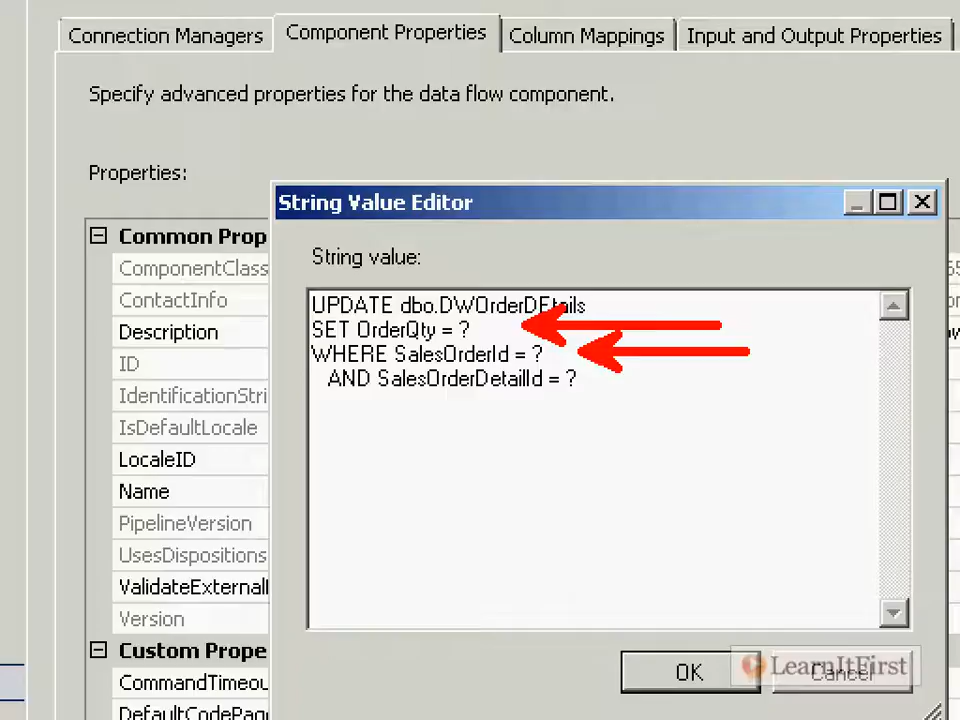 Connection Managers
Component Properties
Column Mappings
Input and Output Properties
Specify advanced properties for the data flow component.
Properties:
String Value Editor
Common Prop
String value:
ComponentClass
UPDATE dbo.DWOrderDEtails
ContactInfo
SET OrderQty = ?
Description
WHERE SalesOrderId = ?
ID
AND SalesOrderDetailId = ?
IdentificationStri
IsDefaultLocale
LocaleID
Name
PipelineVersion
UsesDispositions
ValidateExternal
Version
Custom Prope
OK
Cancel
LearnItFirst
CommandTimeou
DefaultCodePag